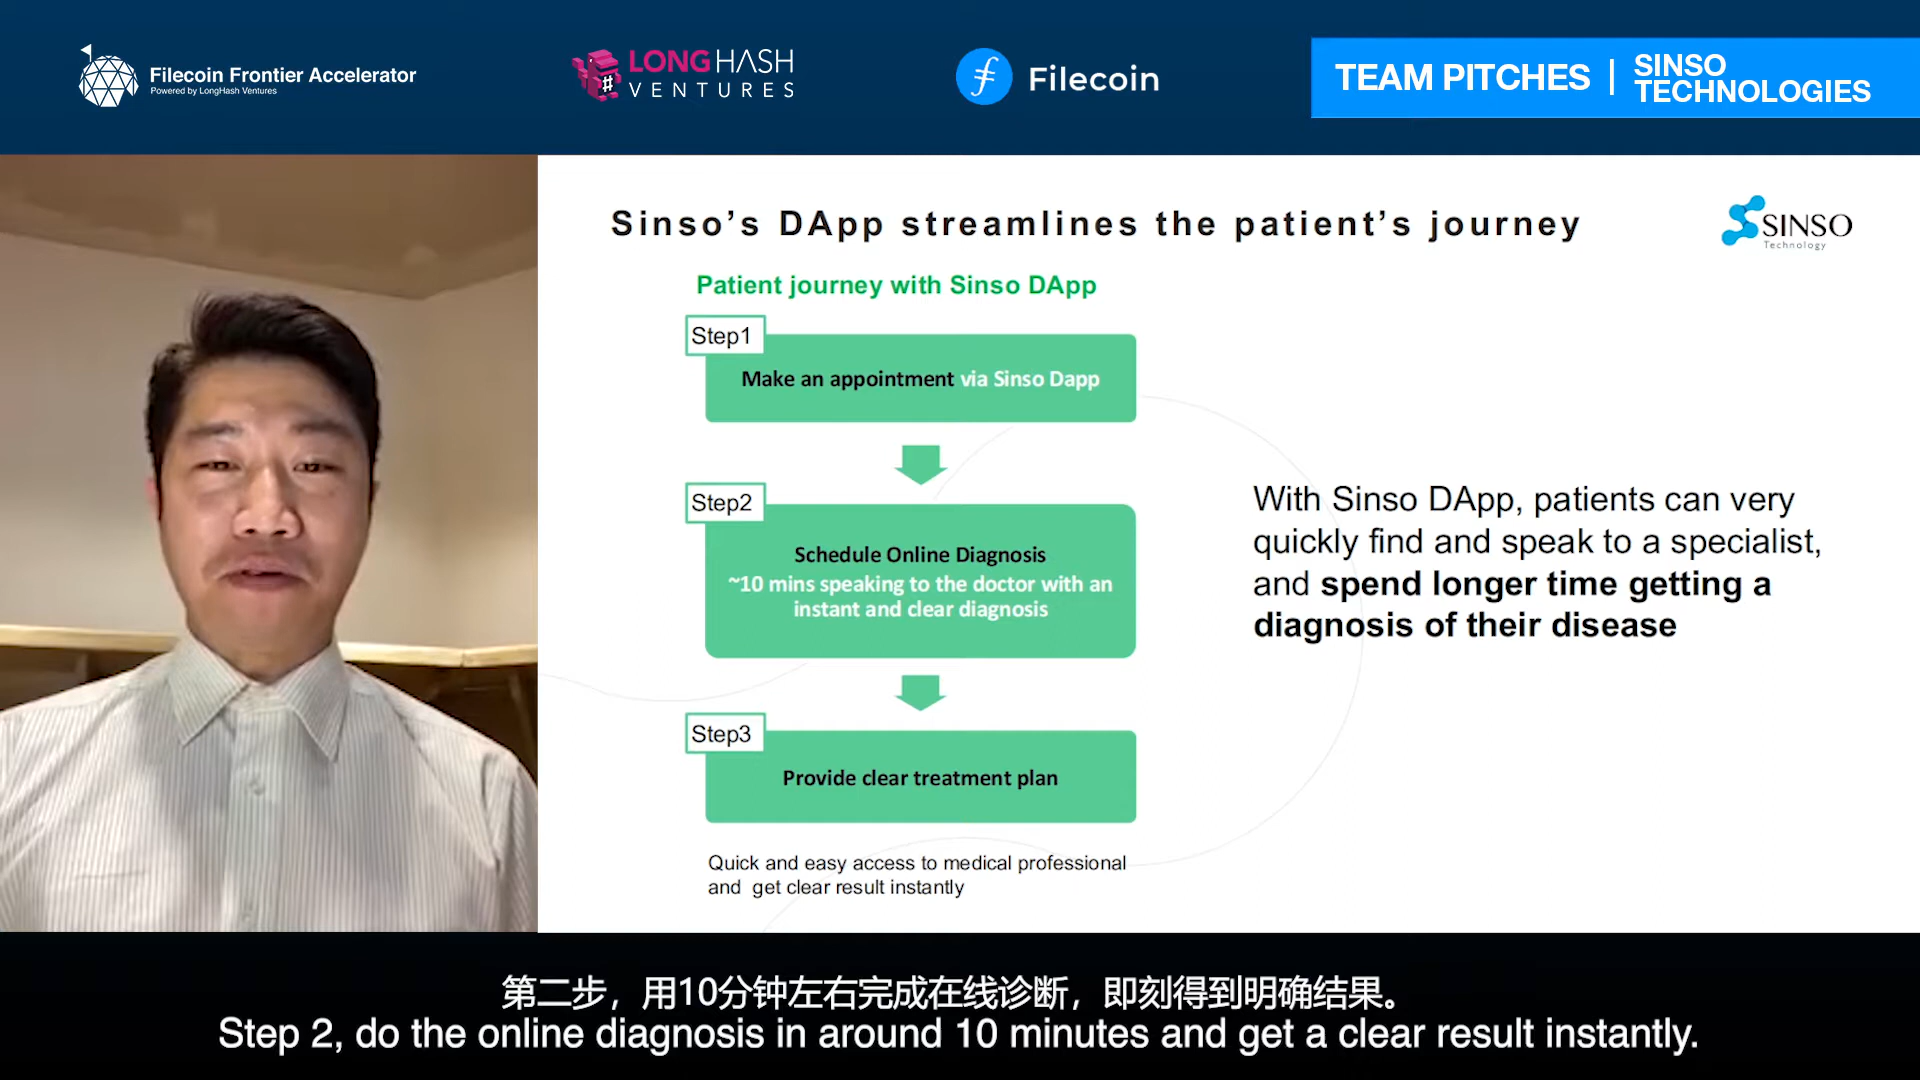 Filecoin Frontier Accelerator
Powered by LongHash Ventures
LONGHASH
VENTURES
Filecoin
TEAM PITCHES | SINSO
TECHNOLOGIES
Sinso’s DApp streamlines the patient’s journey
SINSO
Technology
Patient journey with Sinso DApp
Step1
Make an appointment via Sinso Dapp
Step2
Schedule Online Diagnosis
~10 mins speaking to the doctor with an
instant and clear diagnosis
Step3
Provide clear treatment plan
Quick and easy access to medical professional
and get clear result instantly
With Sinso DApp, patients can very
quickly find and speak to a specialist,
and spend longer time getting a
diagnosis of their disease
第二步，用10分钟左右完成在线诊断，即刻得到明确结果。
Step 2, do the online diagnosis in around 10 minutes and get a clear result instantly.